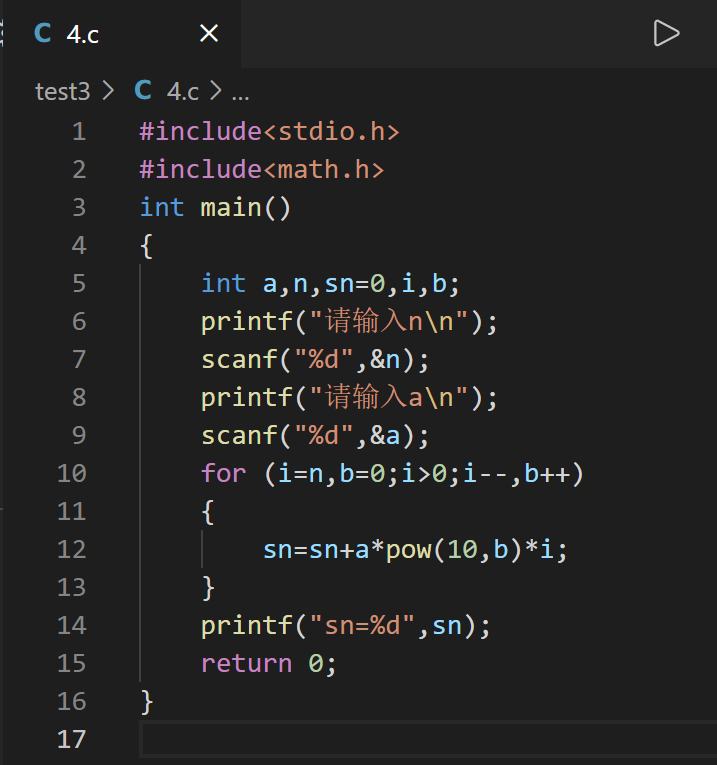 C 4.c ×
test3 > C 4.c > ...
1 #include<stdio.h>
2 #include<math.h>
3 int main()
4 {
5     int a,n,sn=0,i,b;
6     printf("请输入n\n");
7     scanf("%d",&n);
8     printf("请输入a\n");
9     scanf("%d",&a);
10     for (i=n,b=0;i>0;i--,b++)
11     {
12         sn=sn+a*pow(10,b)*i;
13     }
14     printf("sn=%d",sn);
15     return 0;
16 }
17